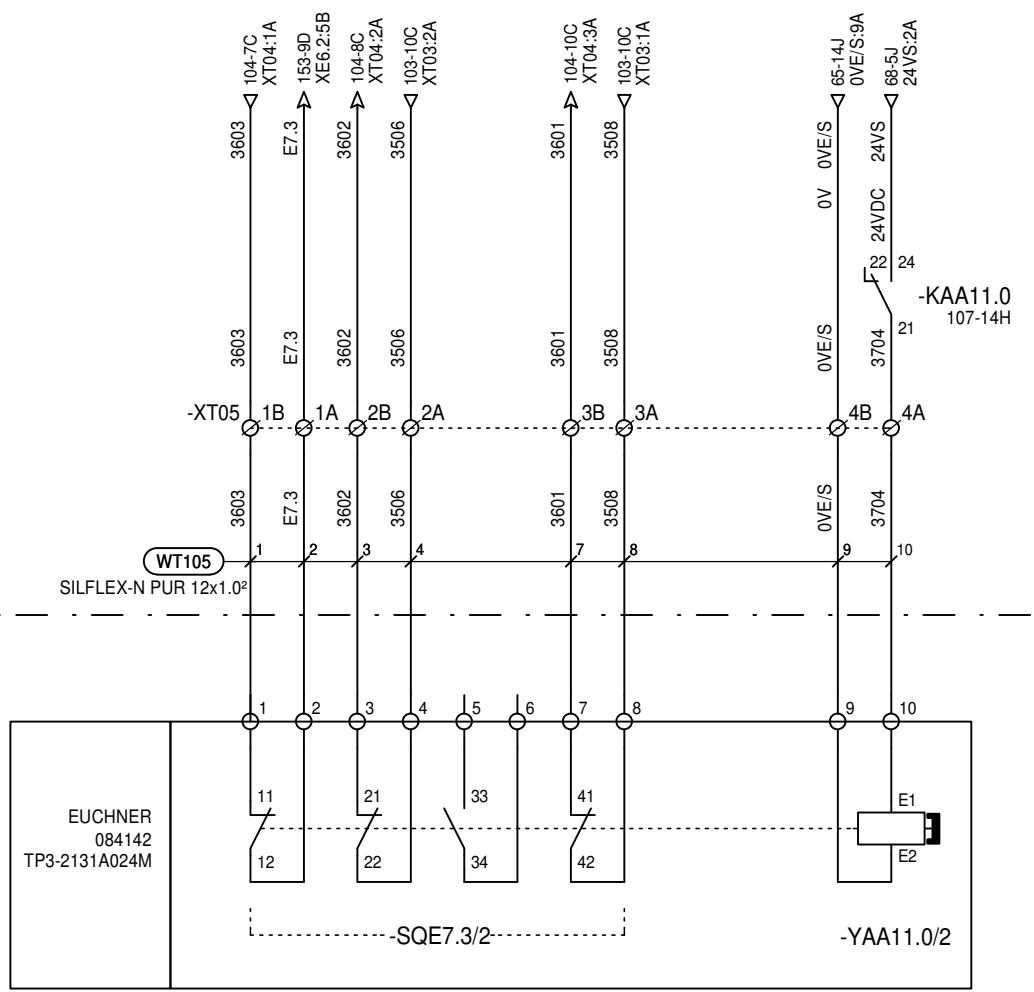 104-7C
XT04:1A
153-9D
XE6.2:5B
104-8C
XT04:2A
103-10C
XT03:2A
104-10C
XT04:3A
103-10C
XT03:1A
65-14J
0VE/S:9A
68-5J
24VS:2A
3603
E7.3
3602
3506
3601
3508
0V 0VE/S
24VDC 24VS
22 24
-KAA11.0
107-14H
21
3603
E7.3
3602
3506
3601
3508
0VE/S
3704
-XT05 1B 1A 2B 2A 3B 3A 4B 4A
3603
E7.3
3602
3506
3601
3508
0VE/S
3704
WT105 1 2 3 4 7 8 9 10
SILFLEX-N PUR 12x1.0²
1 2 3 4 5 6 7 8 9 10
EUCHNER
084142
TP3-2131A024M
11 21 33 41 E1
12 22 34 42 E2
-SQE7.3/2
-YAA11.0/2